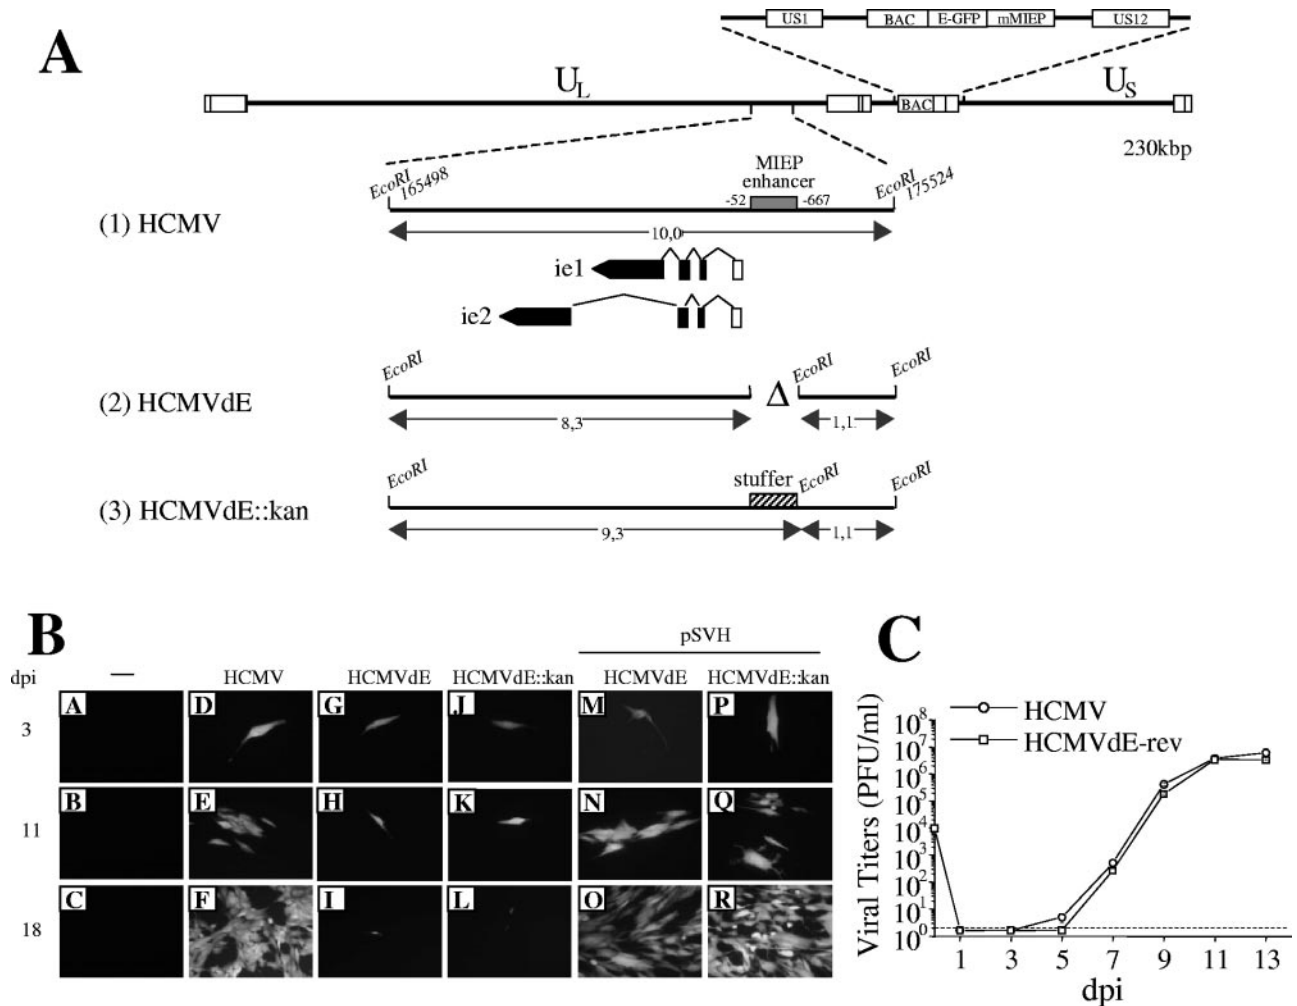 A
US1 BAC E-GFP mMIEP US12
UL US
BAC
230kbp
EcoRI 165498 MIEP enhancer EcoRI 175524
-52 -667
(1) HCMV
10,0
ie1
ie2
EcoRI EcoRI EcoRI
(2) HCMVdE Δ
8,3 1,1
EcoRI stuffer EcoRI EcoRI
(3) HCMVdE::kan
9,3 1,1
B
pSVH
dpi — HCMV HCMVdE HCMVdE::kan HCMVdE HCMVdE::kan
3 A D G J M P
11 B E H K N Q
18 C F I L O R
C
HCMV
HCMVdE-rev
Viral Titers (PFU/ml)
10^8
10^7
10^6
10^5
10^4
10^3
10^2
10^1
10^0
1 3 5 7 9 11 13
dpi